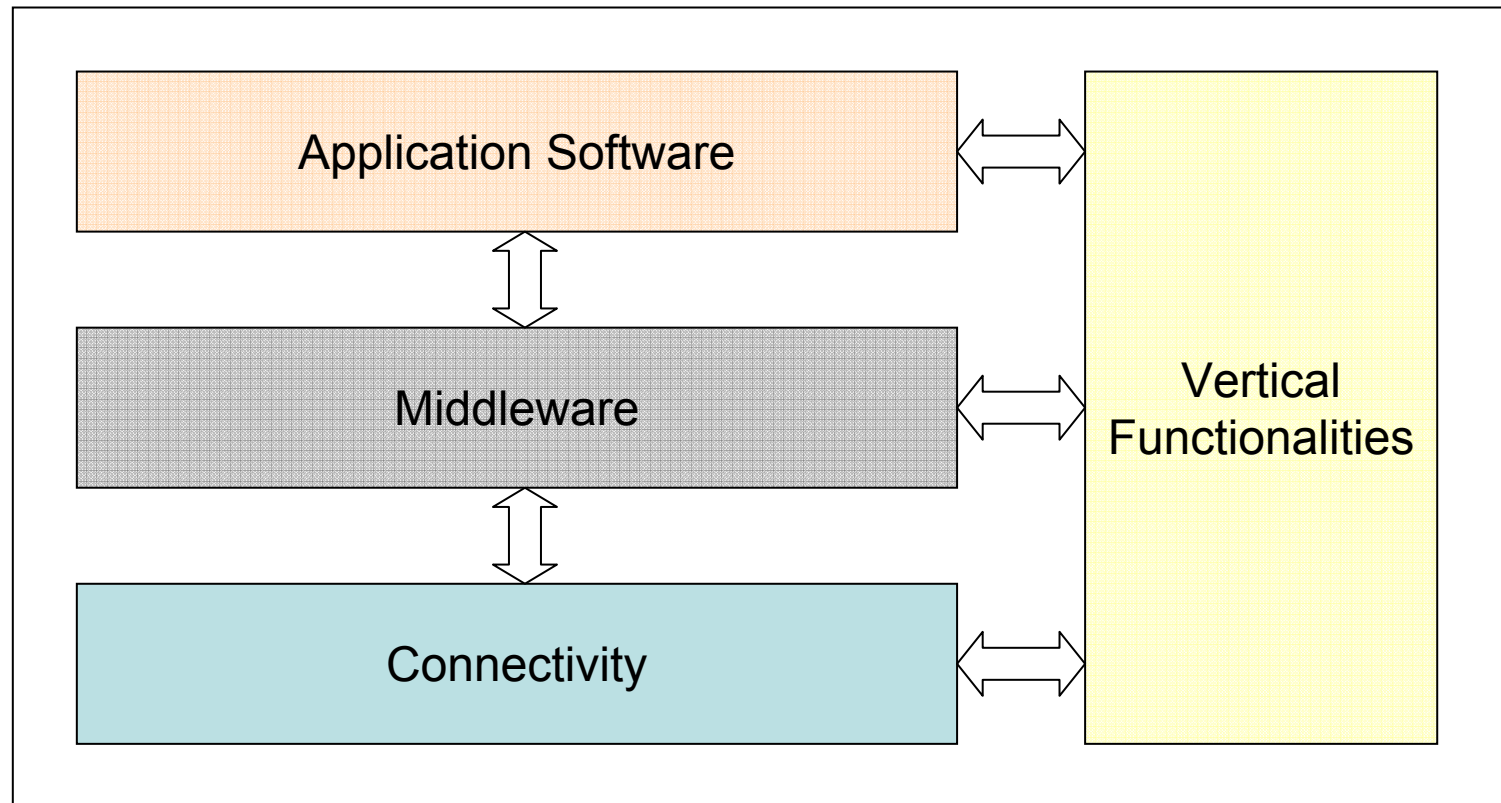 Application Software
Middleware
Vertical
Functionalities
Connectivity